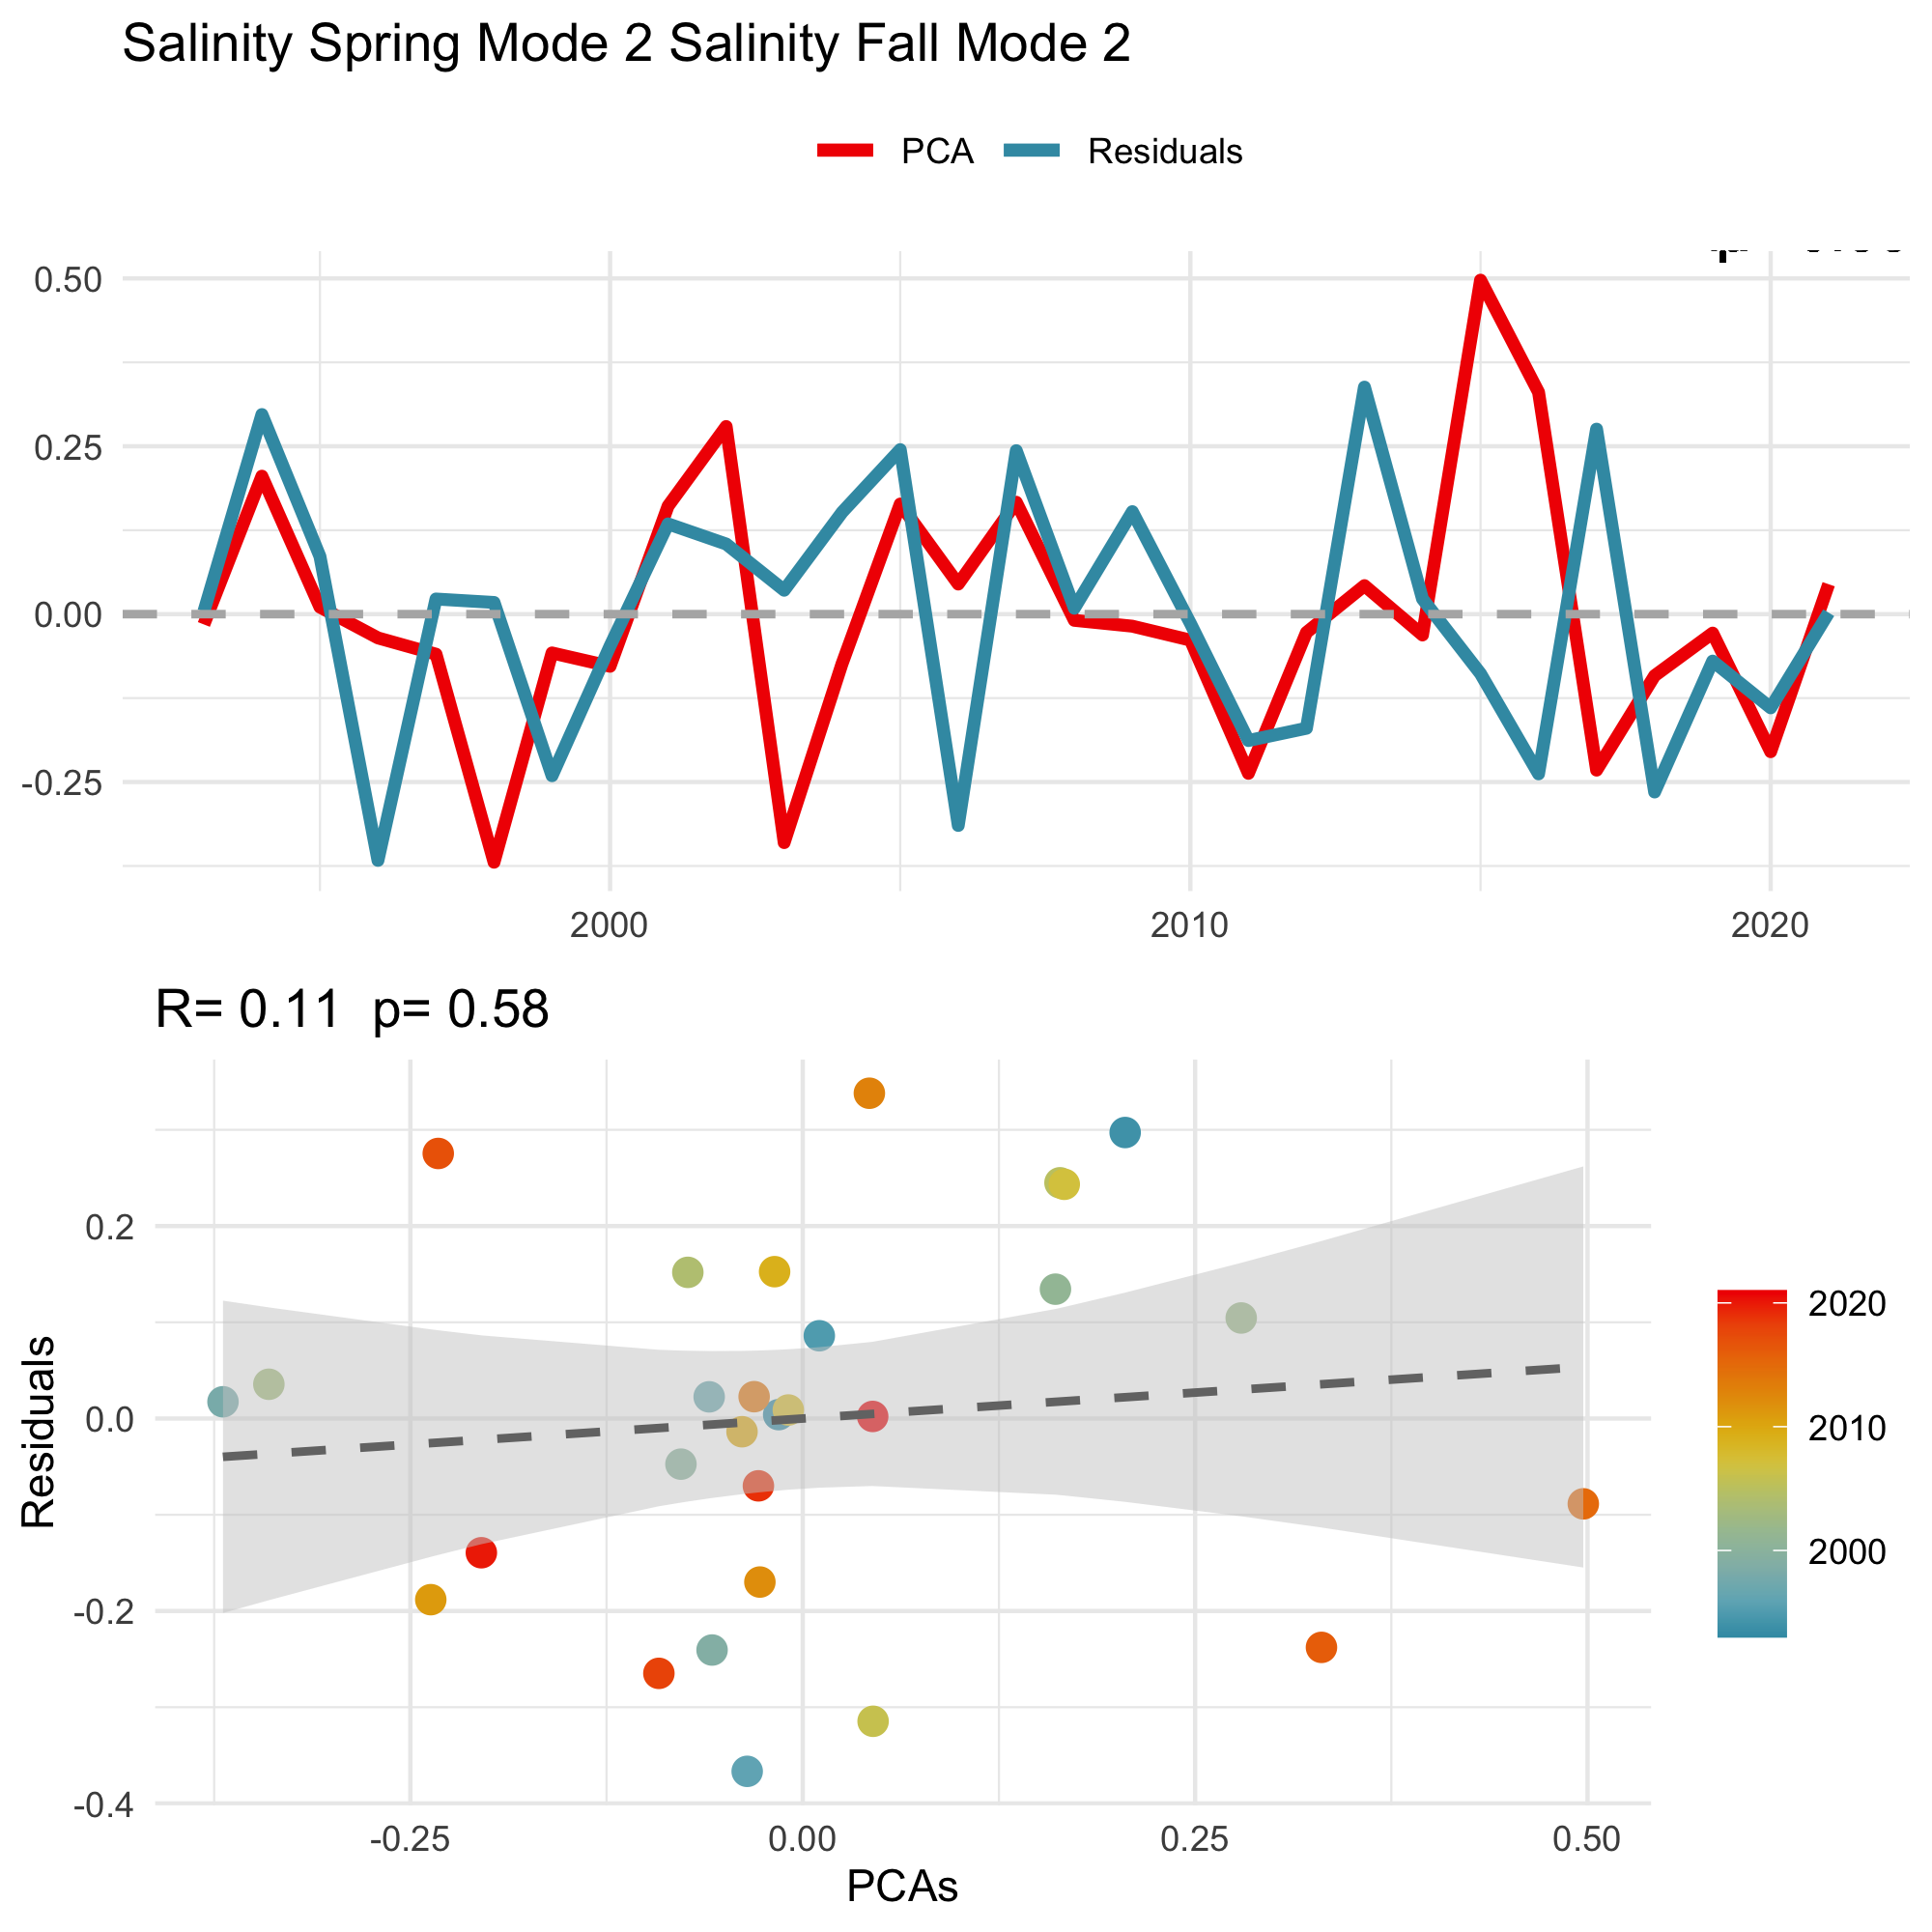 Salinity Spring Mode 2 Salinity Fall Mode 2
PCA Residuals
0.50
0.25
0.00
-0.25
2000 2010 2020
R= 0.11 p= 0.58
Residuals
0.2
0.0
-0.2
-0.4
-0.25 0.00 0.25 0.50
PCAs
2020
2010
2000